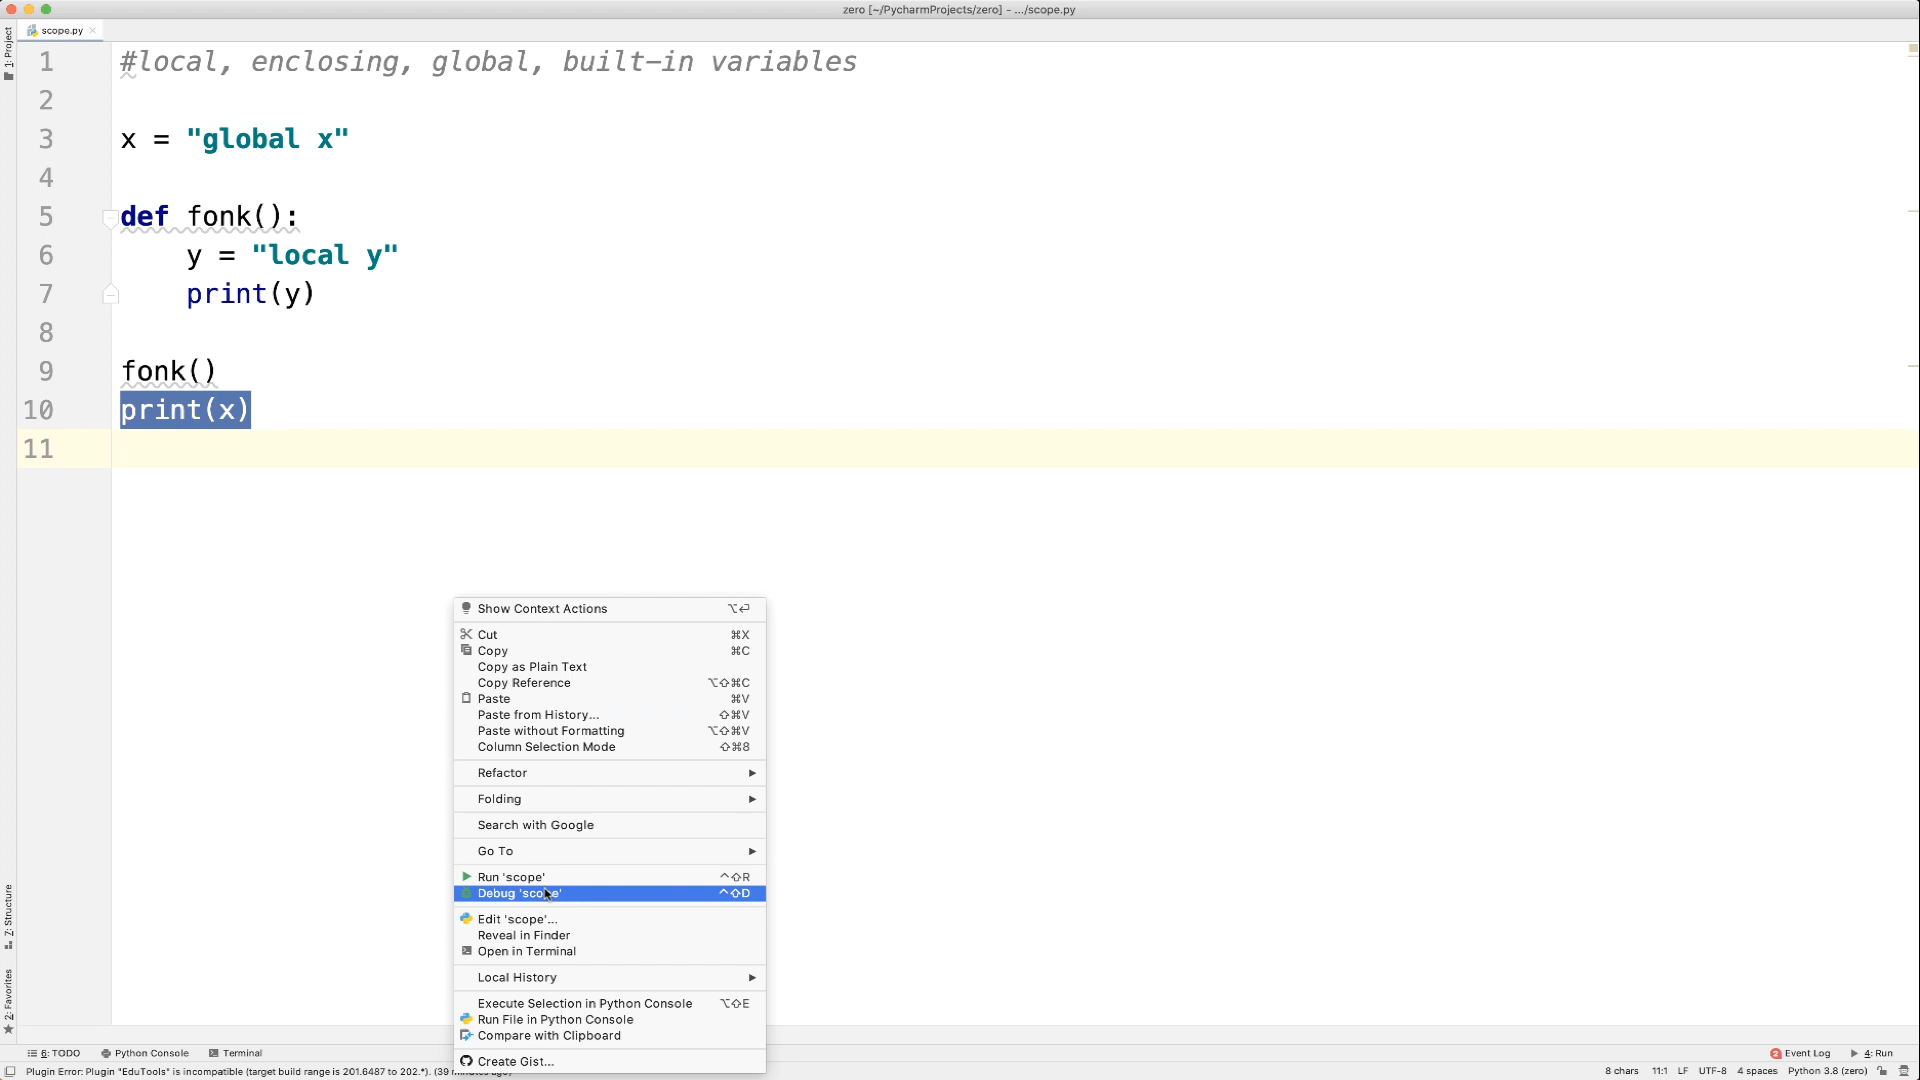 zero [~/PycharmProjects/zero] - .../scope.py
1: Project
scope.py
1 #local, enclosing, global, built-in variables
2
3 x = "global x"
4
5 def fonk():
6 y = "local y"
7 print(y)
8
9 fonk()
10 print(x)
11
Show Context Actions ⌥⏎
Cut ⌘X
Copy ⌘C
Copy as Plain Text
Copy Reference ⌥⇧⌘C
Paste ⌘V
Paste from History... ⇧⌘V
Paste without Formatting ⌥⇧⌘V
Column Selection Mode ⇧⌘8
Refactor
Folding
Search with Google
Go To
Run 'scope' ^⇧R
Debug 'scope' ^⇧D
Edit 'scope'...
Reveal in Finder
Open in Terminal
Local History
Execute Selection in Python Console ⌥⇧E
Run File in Python Console
Compare with Clipboard
Create Gist...
7: Structure
2: Favorites
6: TODO Python Console Terminal 2 Event Log 4: Run
Plugin Error: Plugin "EduTools" is incompatible (target build range is 201.6487 to 202.*). (39 8 chars 11:1 LF UTF-8 4 spaces Python 3.8 (zero)